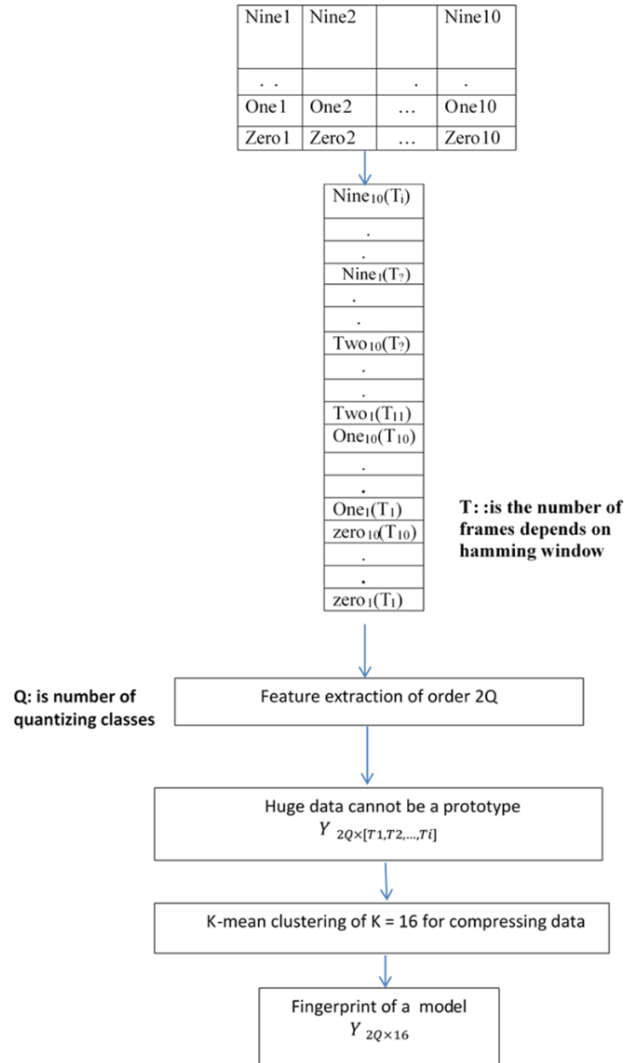 Nine1 Nine2 Nine10
. . . .
One1 One2 … One10
Zero1 Zero2 … Zero10
Nine₁₀(Tᵢ)
.
.
Nine₁(T?)
.
.
Two₁₀(T?)
.
.
Two₁(T₁₁)
One₁₀(T₁₀)
.
.
One₁(T₁)
zero₁₀(T₁₀)
.
.
zero₁(T₁)
T: :is the number of
frames depends on
hamming window
Q: is number of
quantizing classes
Feature extraction of order 2Q
Huge data cannot be a prototype
Y 2Q×[T1,T2,...,Ti]
K-mean clustering of K = 16 for compressing data
Fingerprint of a model
Y 2Q×16